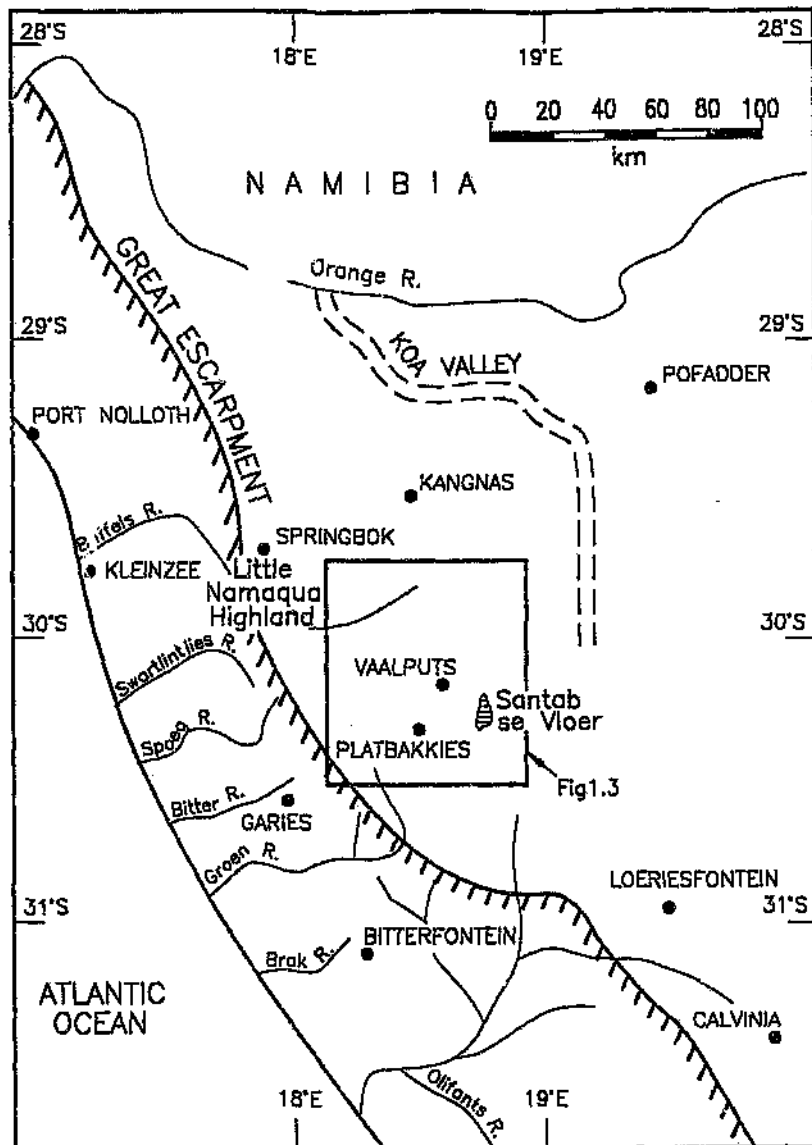 28°S
18°E
19°E
28°S
0 20 40 60 80 100
km
NAMIBIA
GREAT ESCARPMENT
Orange R.
29°S
29°S
KOA VALLEY
POFADDER
PORT NOLLOTH
KANGNAS
Buffels R.
SPRINGBOK
KLEINZEE
Little
Namaqua
Highland
30°S
30°S
Swartlintjies R.
VAALPUTS
Santab
se Vloer
Spoeg R.
PLATBAKKIES
Fig1.3
Bitter R.
GARIES
Groen R.
LOERIESFONTEIN
31°S
31°S
BITTERFONTEIN
Brak R.
ATLANTIC
OCEAN
CALVINIA
Olifants R.
18°E
19°E